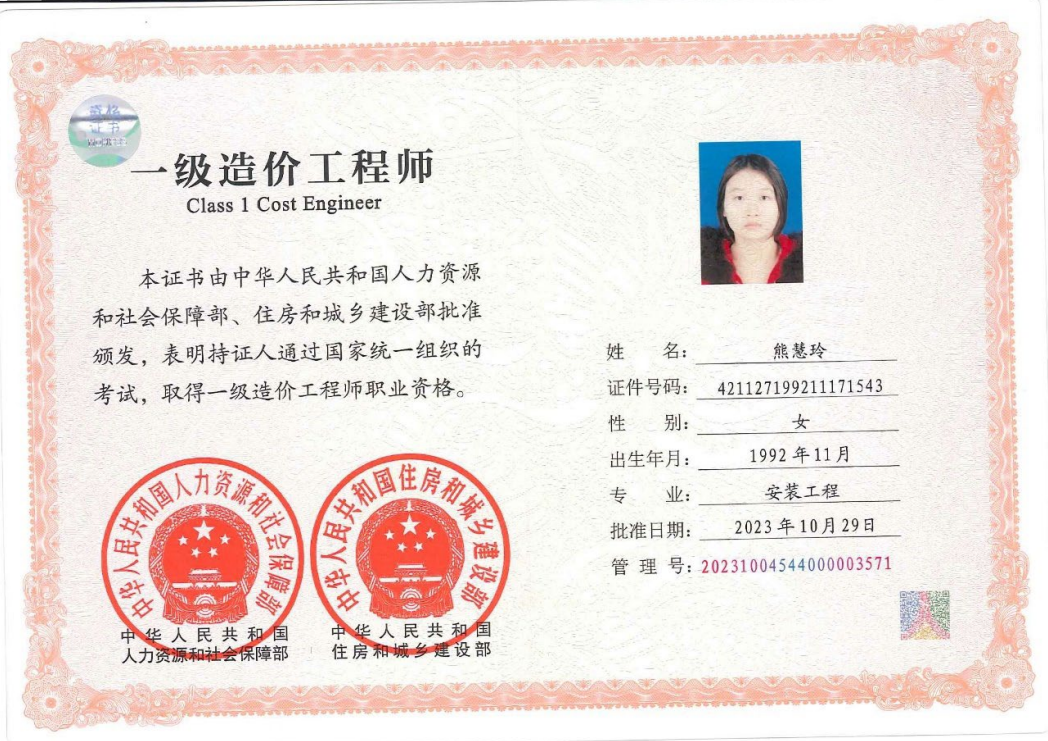 资格
证书
一级造价工程师
Class 1 Cost Engineer
本证书由中华人民共和国人力资源
和社会保障部、住房和城乡建设部批准
颁发，表明持证人通过国家统一组织的
考试，取得一级造价工程师职业资格。
姓　　名：熊慧玲
证件号码：421127199211171543
性　　别：女
出生年月：1992年11月
专　　业：安装工程
批准日期：2023年10月29日
管 理 号：20231004544000003571
中华人民共和国人力资源和社会保障部
中华人民共和国住房和城乡建设部
中华人民共和国
人力资源和社会保障部
中华人民共和国
住房和城乡建设部